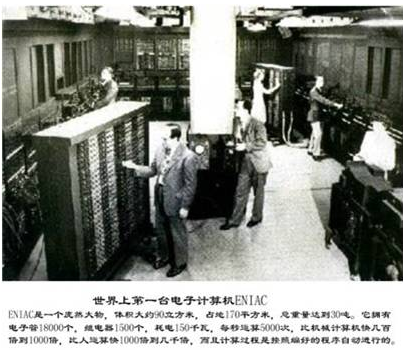 世界上第一台电子计算机ENIAC
ENIAC是一个庞然大物，体积大约90立方米，占地170平方米，总重量达到30吨。它拥有
电子管18000个，继电器1500个，耗电150千瓦，每秒运算5000次，比机械计算机快几百
倍到1000倍，比人运算快1000倍到几千倍，而且计算过程是按照编好的程序自动进行的。